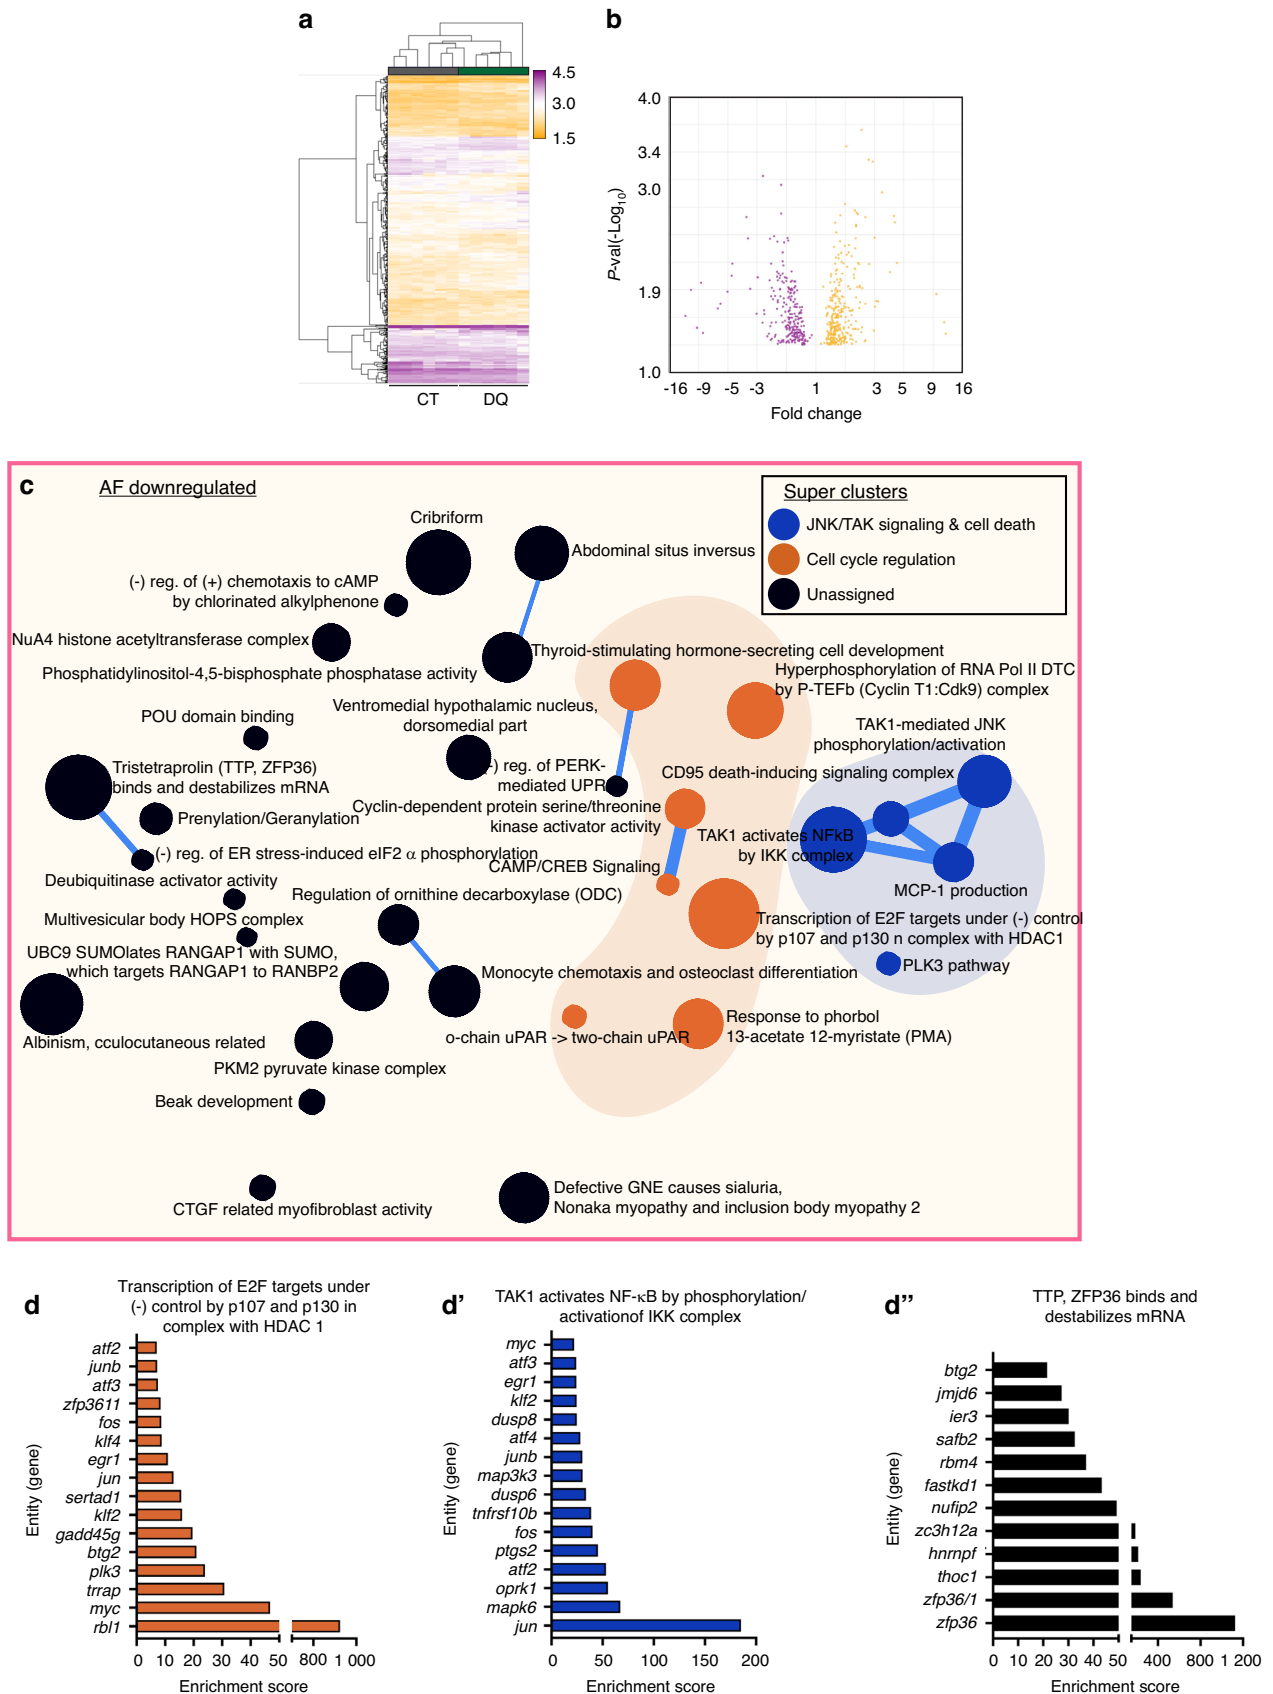 a
4.5
3.0
1.5
CT
DQ
b
4.0
3.4
3.0
1.9
1.0
P-val(-Log10)
-16 -9 -5 -3 1 3 5 9 16
Fold change
c
AF downregulated
Super clusters
JNK/TAK signaling & cell death
Cell cycle regulation
Unassigned
Cribriform
Abdominal situs inversus
(-) reg. of (+) chemotaxis to cAMP
by chlorinated alkylphenone
NuA4 histone acetyltransferase complex
Thyroid-stimulating hormone-secreting cell development
Phosphatidylinositol-4,5-bisphosphate phosphatase activity
Hyperphosphorylation of RNA Pol II DTC
by P-TEFb (Cyclin T1:Cdk9) complex
Ventromedial hypothalamic nucleus,
dorsomedial part
POU domain binding
TAK1-mediated JNK
phosphorylation/activation
Tristetraprolin (TTP, ZFP36)
binds and destabilizes mRNA
(-) reg. of PERK-
mediated UPR
CD95 death-inducing signaling complex
Prenylation/Geranylation
Cyclin-dependent protein serine/threonine
kinase activator activity
TAK1 activates NFkB
by IKK complex
(-) reg. of ER stress-induced eIF2 α phosphorylation
CAMP/CREB Signaling
Deubiquitinase activator activity
Regulation of ornithine decarboxylase (ODC)
MCP-1 production
Multivesicular body HOPS complex
Transcription of E2F targets under (-) control
by p107 and p130 n complex with HDAC1
UBC9 SUMOlates RANGAP1 with SUMO,
which targets RANGAP1 to RANBP2
Monocyte chemotaxis and osteoclast differentiation
PLK3 pathway
Albinism, cculocutaneous related
o-chain uPAR -> two-chain uPAR
Response to phorbol
13-acetate 12-myristate (PMA)
PKM2 pyruvate kinase complex
Beak development
CTGF related myofibroblast activity
Defective GNE causes sialuria,
Nonaka myopathy and inclusion body myopathy 2
d
Transcription of E2F targets under
(-) control by p107 and p130 in
complex with HDAC 1
Entity (gene)
atf2
junb
atf3
zfp3611
fos
klf4
egr1
jun
sertad1
klf2
gadd45g
btg2
plk3
trrap
myc
rbl1
0 10 20 30 40 50 800 1 000
Enrichment score
d'
TAK1 activates NF-κB by phosphorylation/
activationof IKK complex
Entity (gene)
myc
atf3
egr1
klf2
dusp8
atf4
junb
map3k3
dusp6
tnfrsf10b
fos
ptgs2
atf2
oprk1
mapk6
jun
0 50 100 150 200
Enrichment score
d"
TTP, ZFP36 binds and
destabilizes mRNA
Entity (gene)
btg2
jmjd6
ier3
safb2
rbm4
fastkd1
nufip2
zc3h12a
hnrnpf
thoc1
zfp36/1
zfp36
0 10 20 30 40 50 400 800 1 200
Enrichment score